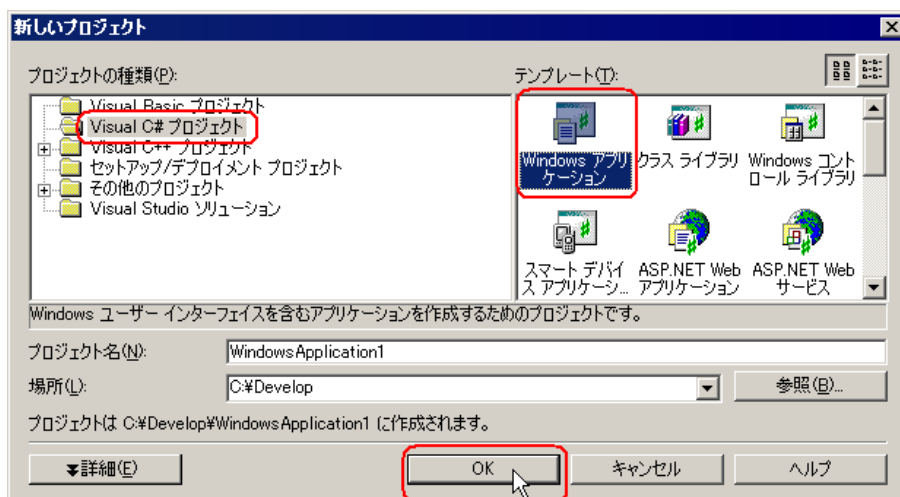 新しいプロジェクト
プロジェクトの種類(P):
テンプレート(T):
Visual Basic プロジェクト
Visual C# プロジェクト
Visual C++ プロジェクト
セットアップ/デプロイメント プロジェクト
その他のプロジェクト
Visual Studio ソリューション
Windows アプリ
ケーション
クラス ライブラリ
Windows コント
ロール ライブラリ
スマート デバイ
ス アプリケーシ...
ASP.NET Web
アプリケーション
ASP.NET Web
サービス
Windows ユーザー インターフェイスを含むアプリケーションを作成するためのプロジェクトです。
プロジェクト名(N):
WindowsApplication1
場所(L):
C:¥Develop
参照(B)...
プロジェクトは C:¥Develop¥WindowsApplication1 に作成されます。
詳細(E)
OK
キャンセル
ヘルプ